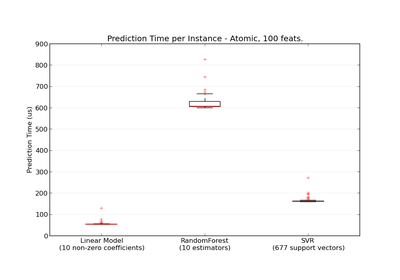 Prediction Time per Instance - Atomic, 100 feats.
900
800
700
600
500
400
300
200
100
0
Prediction Time (us)
Linear Model
(10 non-zero coefficients)
RandomForest
(10 estimators)
SVR
(677 support vectors)